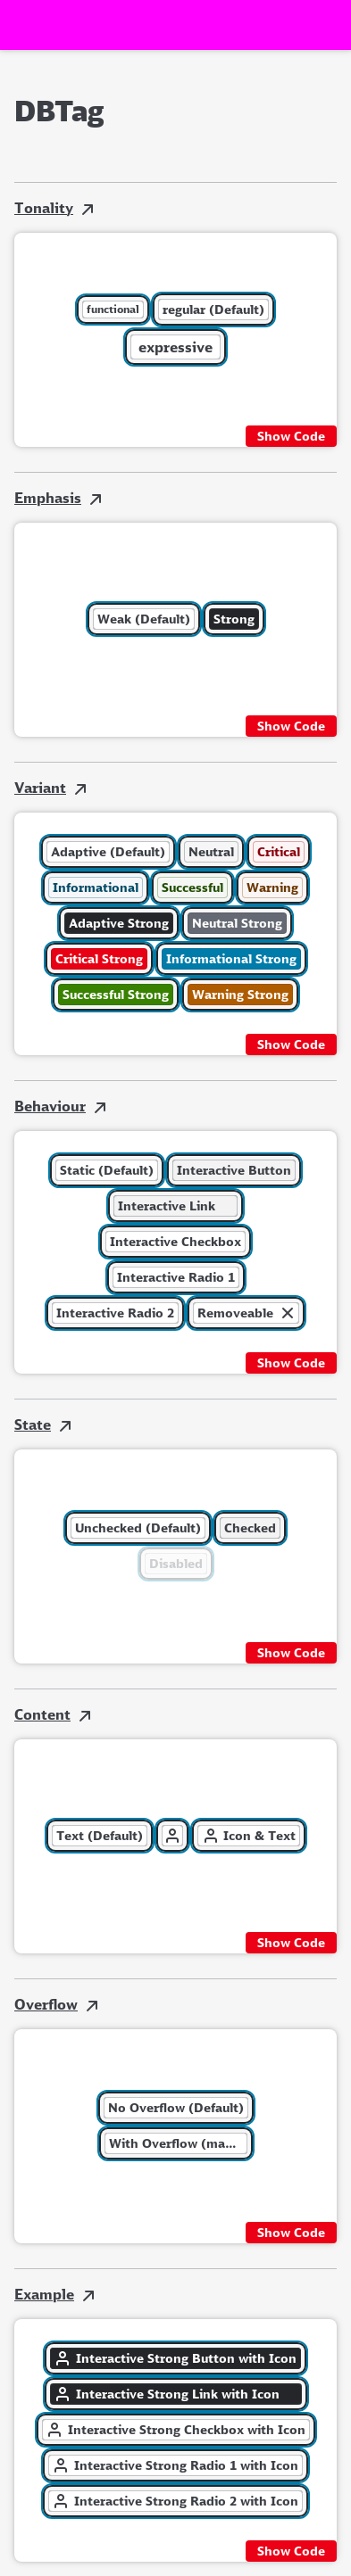 DBTag
Tonality
functional regular (Default)
expressive
Show Code
Emphasis
Weak (Default) Strong
Show Code
Variant
Adaptive (Default) Neutral Critical
Informational Successful Warning
Adaptive Strong Neutral Strong
Critical Strong Informational Strong
Successful Strong Warning Strong
Show Code
Behaviour
Static (Default) Interactive Button
Interactive Link
Interactive Checkbox
Interactive Radio 1
Interactive Radio 2 Removeable
Show Code
State
Unchecked (Default) Checked
Disabled
Show Code
Content
Text (Default) Icon & Text
Show Code
Overflow
No Overflow (Default)
With Overflow (ma...
Show Code
Example
Interactive Strong Button with Icon
Interactive Strong Link with Icon
Interactive Strong Checkbox with Icon
Interactive Strong Radio 1 with Icon
Interactive Strong Radio 2 with Icon
Show Code